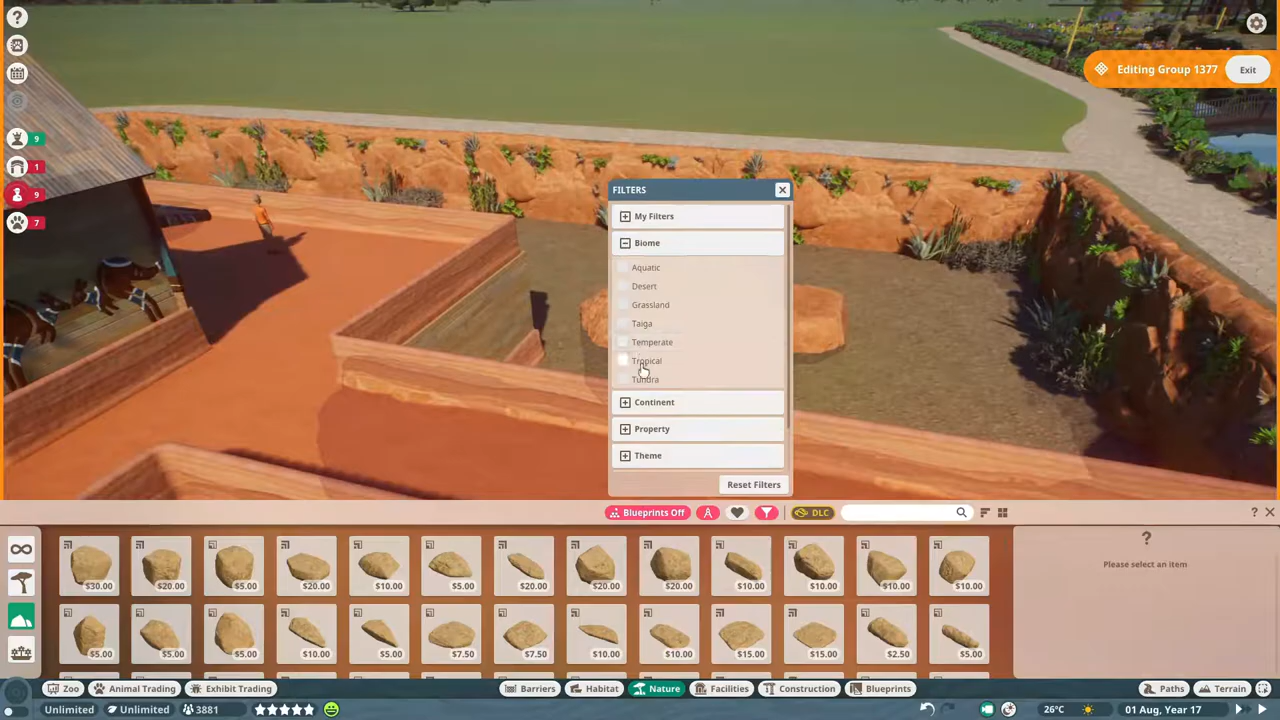 ?
Editing Group 1377
Exit
9
1
9
7
FILTERS
My Filters
Biome
Aquatic
Desert
Grassland
Taiga
Temperate
Tropical
Tundra
Continent
Property
Theme
Reset Filters
Blueprints Off
DLC
?
$30.00 $20.00 $5.00 $20.00 $10.00 $5.00 $20.00 $20.00 $20.00 $10.00 $10.00 $10.00 $10.00
?
Please select an item
$5.00 $5.00 $5.00 $10.00 $5.00 $7.50 $7.50 $10.00 $10.00 $15.00 $15.00 $2.50 $5.00
Zoo Animal Trading Exhibit Trading Barriers Habitat Nature Facilities Construction Blueprints Paths Terrain
Unlimited Unlimited 3881 26°C 01 Aug, Year 17